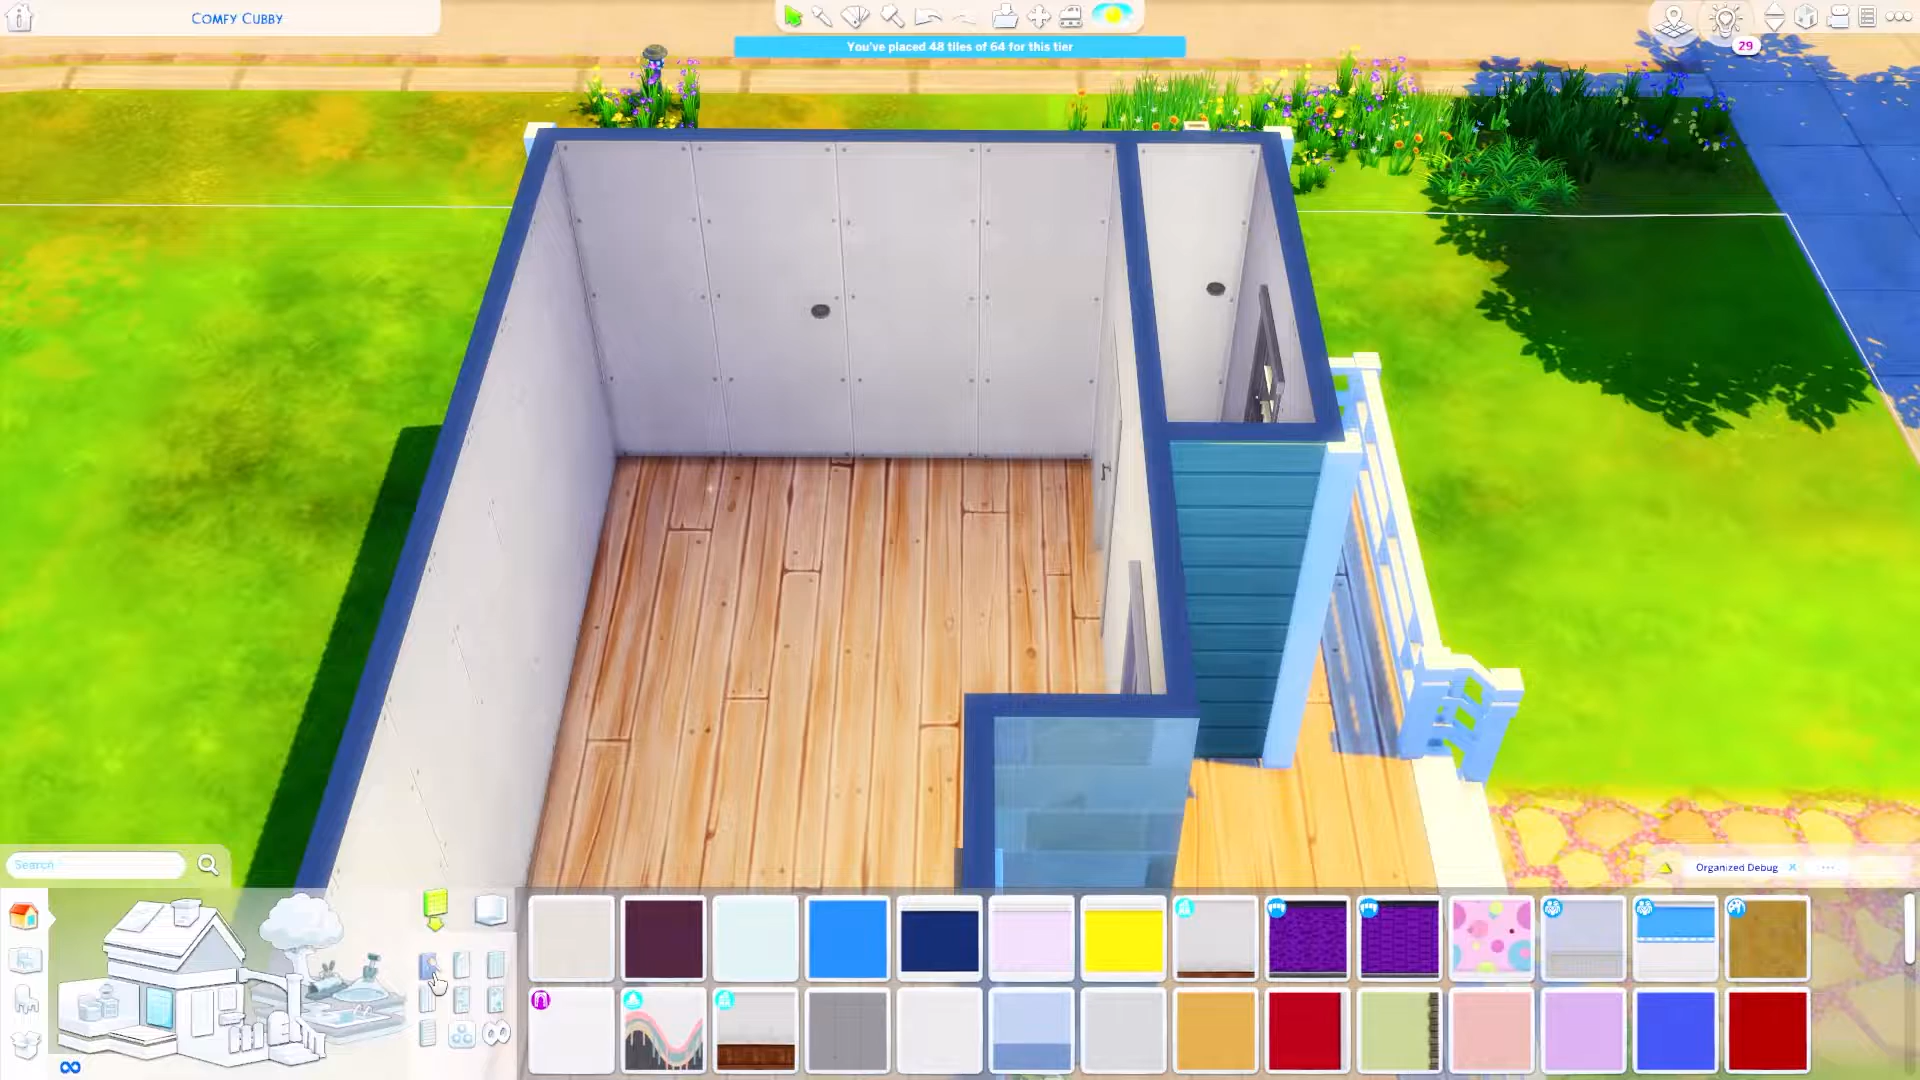 COMFY CUBBY
You've placed 48 tiles of 64 for this tier
29
Search
Organized Debug